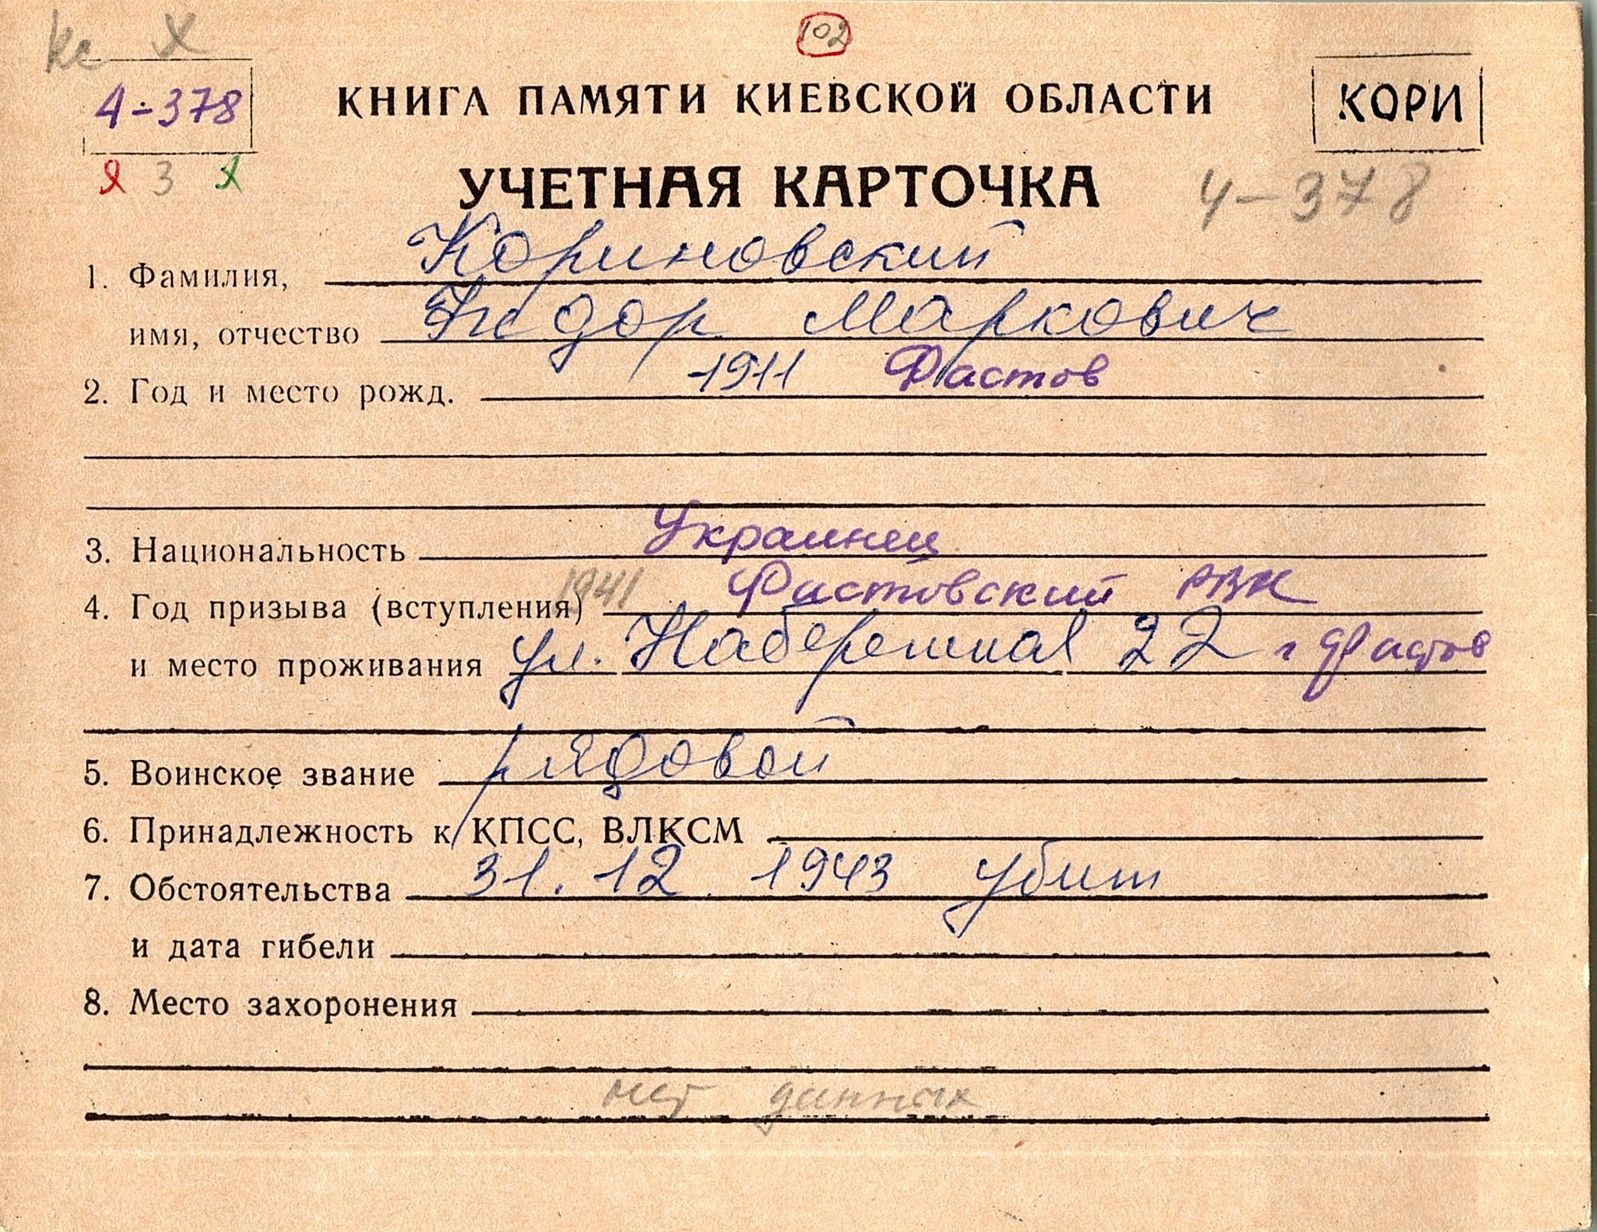 102
4-378
КНИГА ПАМЯТИ КИЕВСКОЙ ОБЛАСТИ
КОРИ
3
УЧЕТНАЯ КАРТОЧКА
4-378
1. Фамилия, Кориновский
имя, отчество Федор Маркович
2. Год и место рожд. 1911 Фастов
3. Национальность Украинец
4. Год призыва (вступления) 1941 Фастовский РВК
и место проживания ул. Набережная 22 г Фастов
5. Воинское звание рядовой
6. Принадлежность к КПСС, ВЛКСМ
7. Обстоятельства 31.12.1943 убит
и дата гибели
8. Место захоронения
нет данных